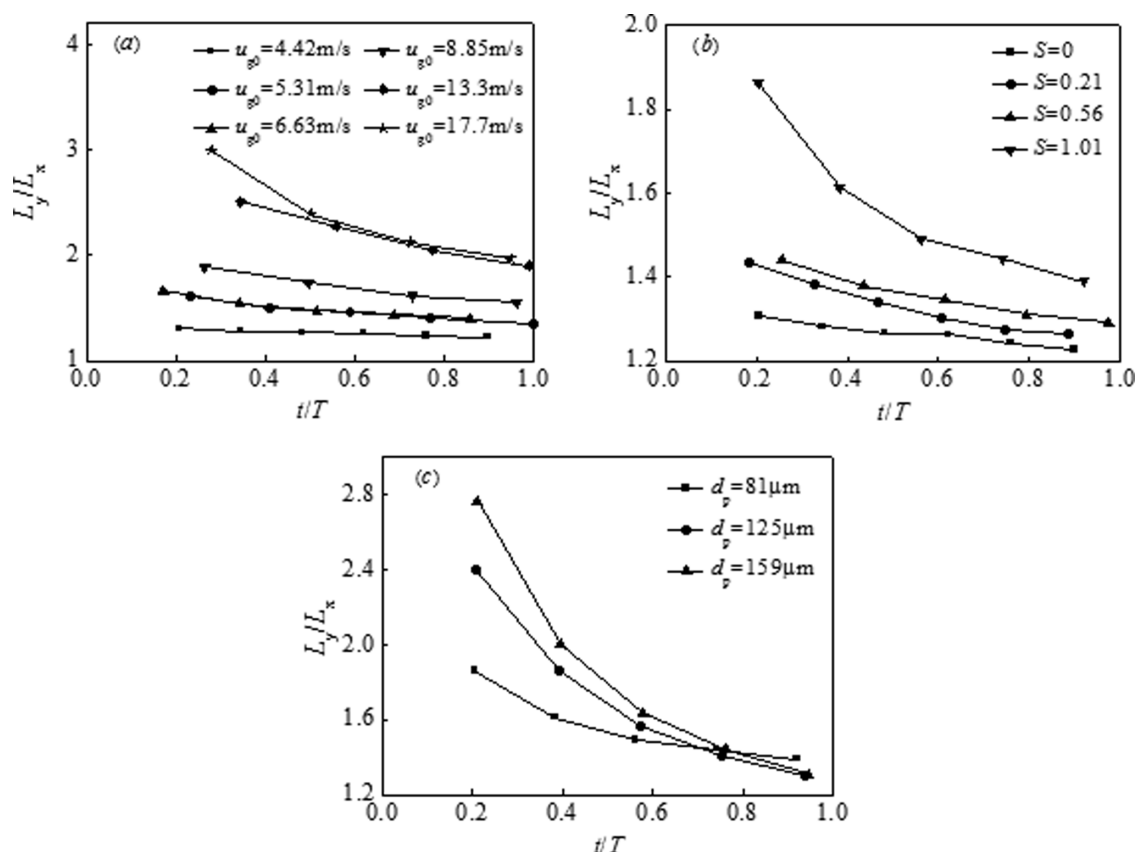 (a)
u_g0=4.42m/s
u_g0=8.85m/s
u_g0=5.31m/s
u_g0=13.3m/s
u_g0=6.63m/s
u_g0=17.7m/s
4
3
2
1
L_y/L_x
0.0 0.2 0.4 0.6 0.8 1.0
t/T
(b)
S=0
S=0.21
S=0.56
S=1.01
2.0
1.8
1.6
1.4
1.2
L_y/L_x
0.0 0.2 0.4 0.6 0.8 1.0
t/T
(c)
d_p=81μm
d_p=125μm
d_p=159μm
2.8
2.4
2.0
1.6
1.2
L_y/L_x
0.0 0.2 0.4 0.6 0.8 1.0
t/T